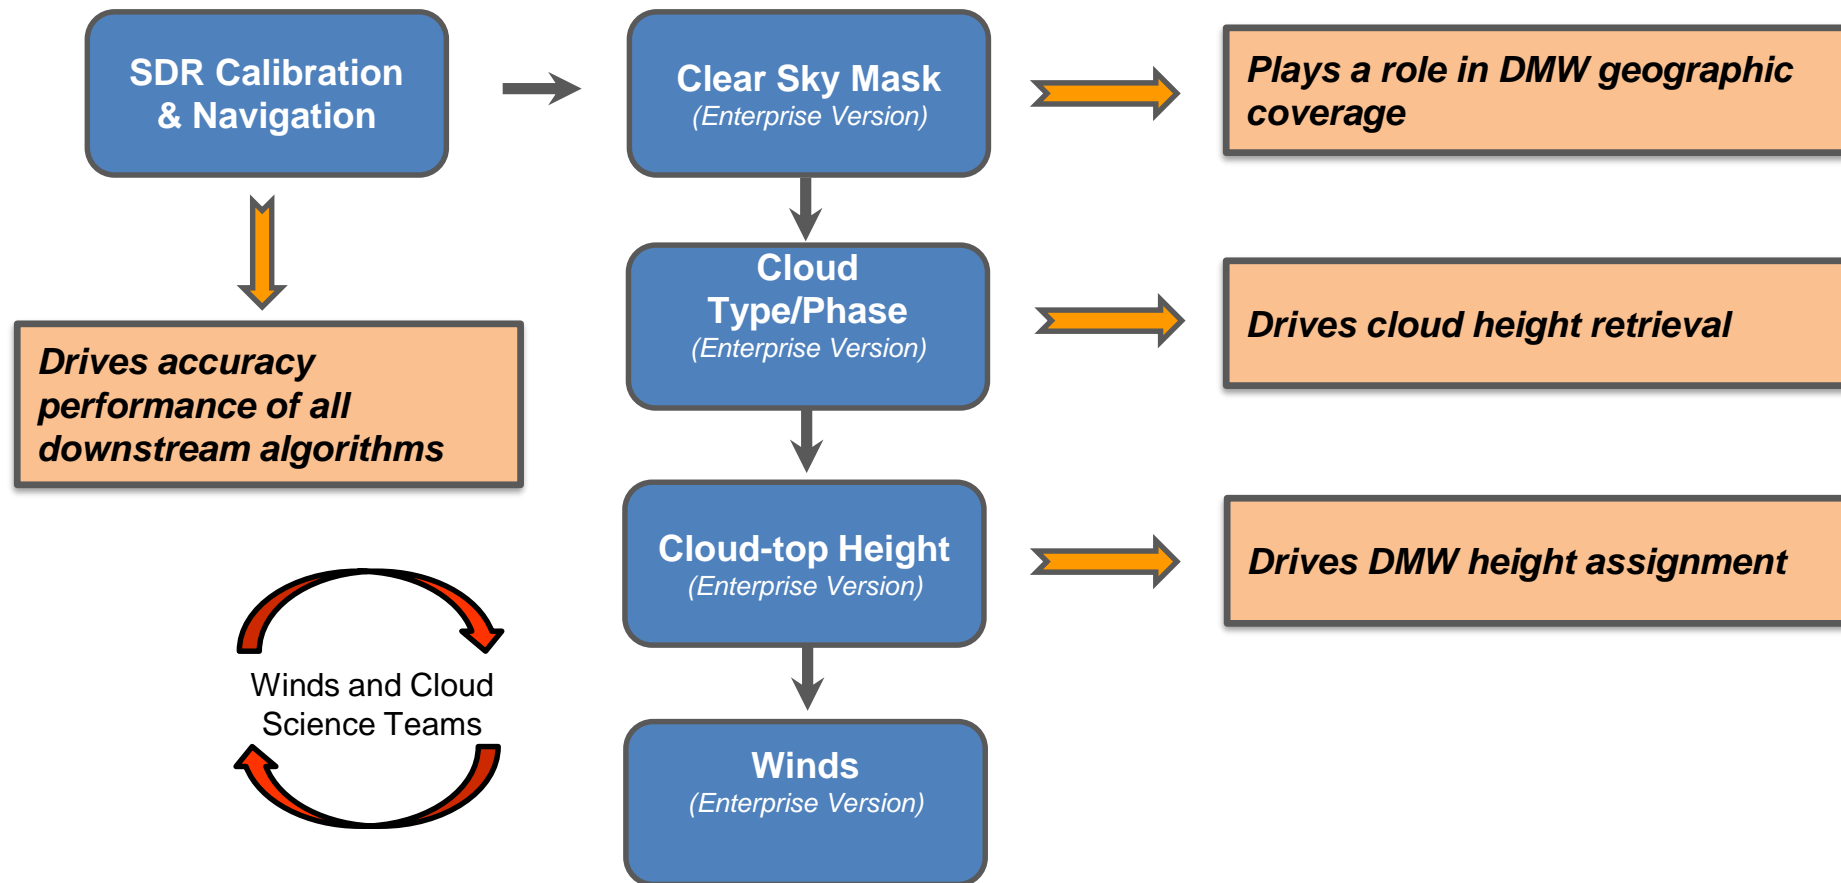 SDR Calibration
& Navigation
Clear Sky Mask
(Enterprise Version)
Plays a role in DMW geographic
coverage
Cloud
Type/Phase
(Enterprise Version)
Drives cloud height retrieval
Drives accuracy
performance of all
downstream algorithms
Cloud-top Height
(Enterprise Version)
Drives DMW height assignment
Winds and Cloud
Science Teams
Winds
(Enterprise Version)